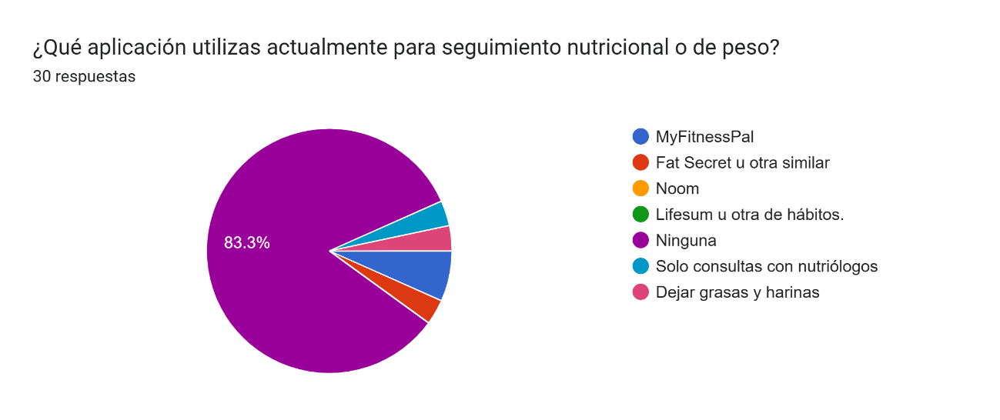 ¿Qué aplicación utilizas actualmente para seguimiento nutricional o de peso?
30 respuestas
83.3%
MyFitnessPal
Fat Secret u otra similar
Noom
Lifesum u otra de hábitos.
Ninguna
Solo consultas con nutriólogos
Dejar grasas y harinas